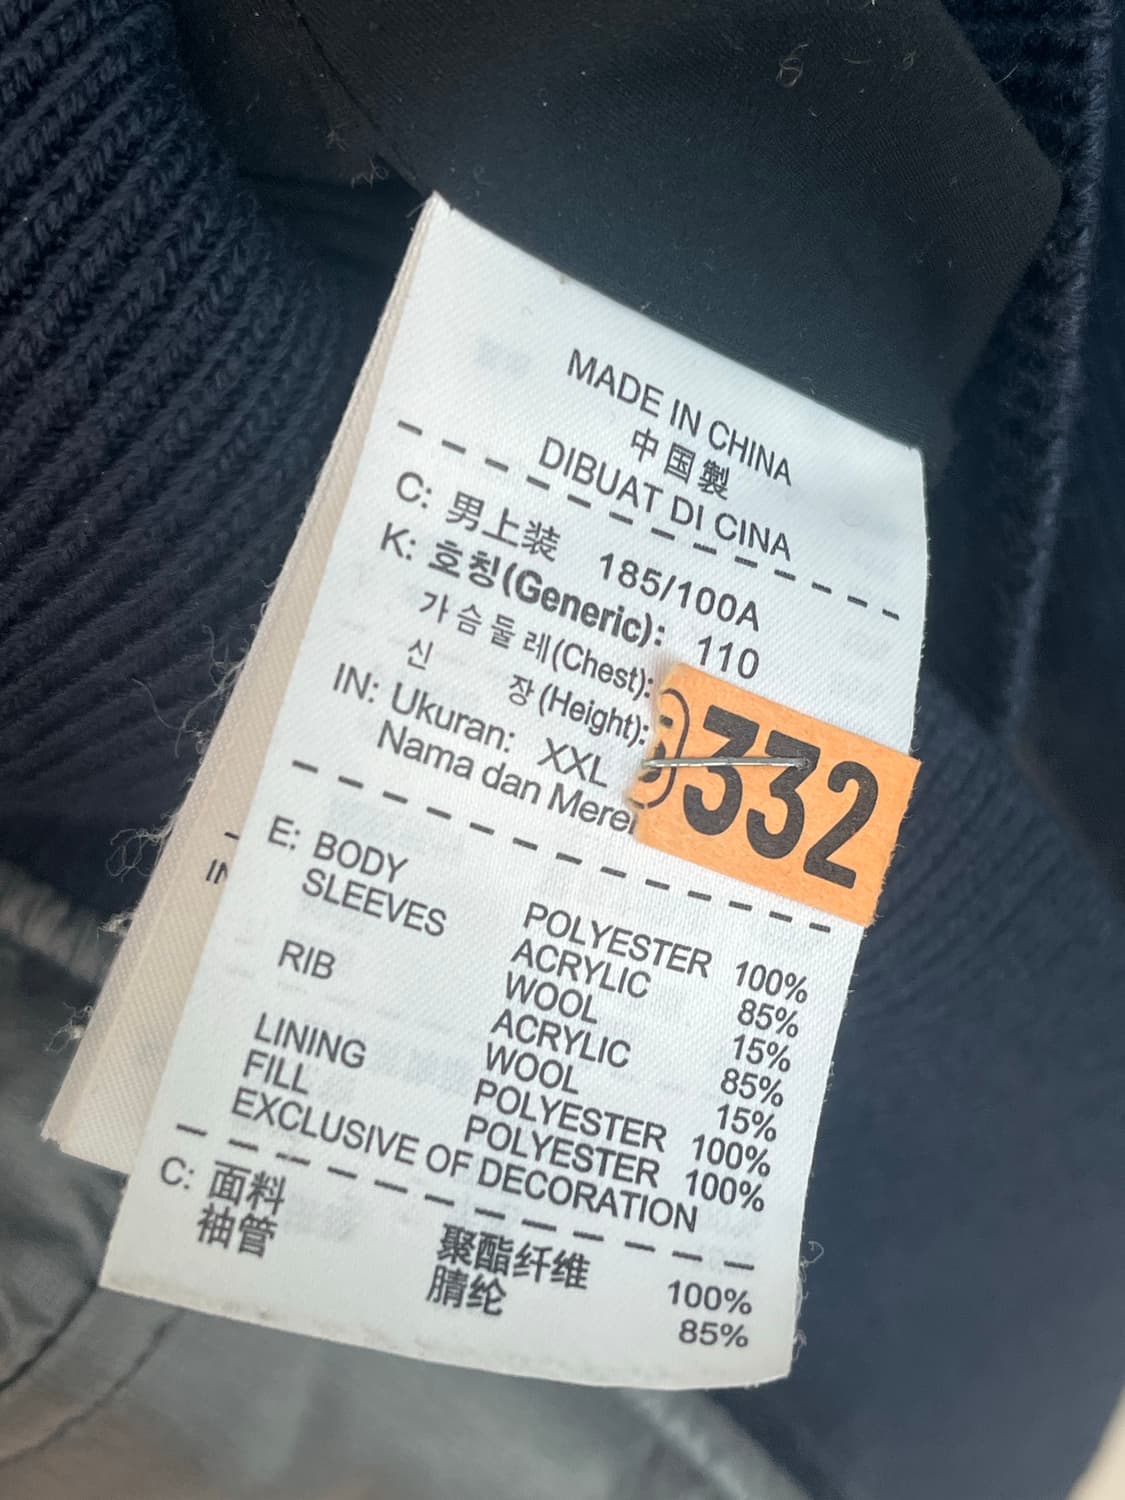 MADE IN CHINA
中国製
DIBUAT DI CINA
C: 男上装 185/100A
K: 호칭(Generic): 110
가슴둘레(Chest):
신 장(Height):
IN: Ukuran: XXL
Nama dan
332
E: BODY POLYESTER 100%
SLEEVES ACRYLIC 85%
WOOL 15%
RIB ACRYLIC 85%
WOOL 15%
LINING POLYESTER 100%
FILL POLYESTER 100%
EXCLUSIVE OF DECORATION
C: 面料 聚酯纤维 100%
袖管 腈纶 85%
IN